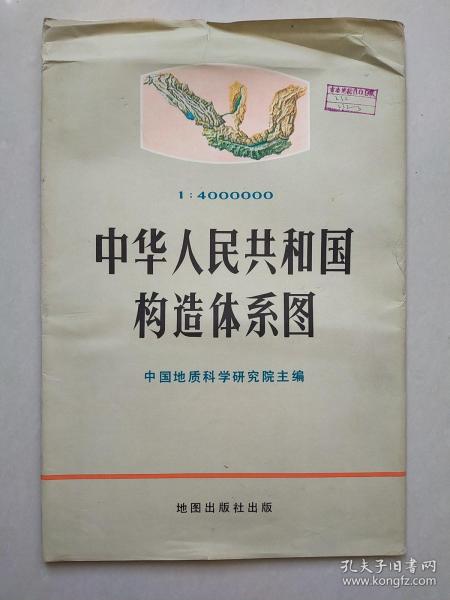 1:4000000
中华人民共和国
构造体系图
中国地质科学研究院主编
地图出版社出版
孔夫子旧书网
www.kongfz.com